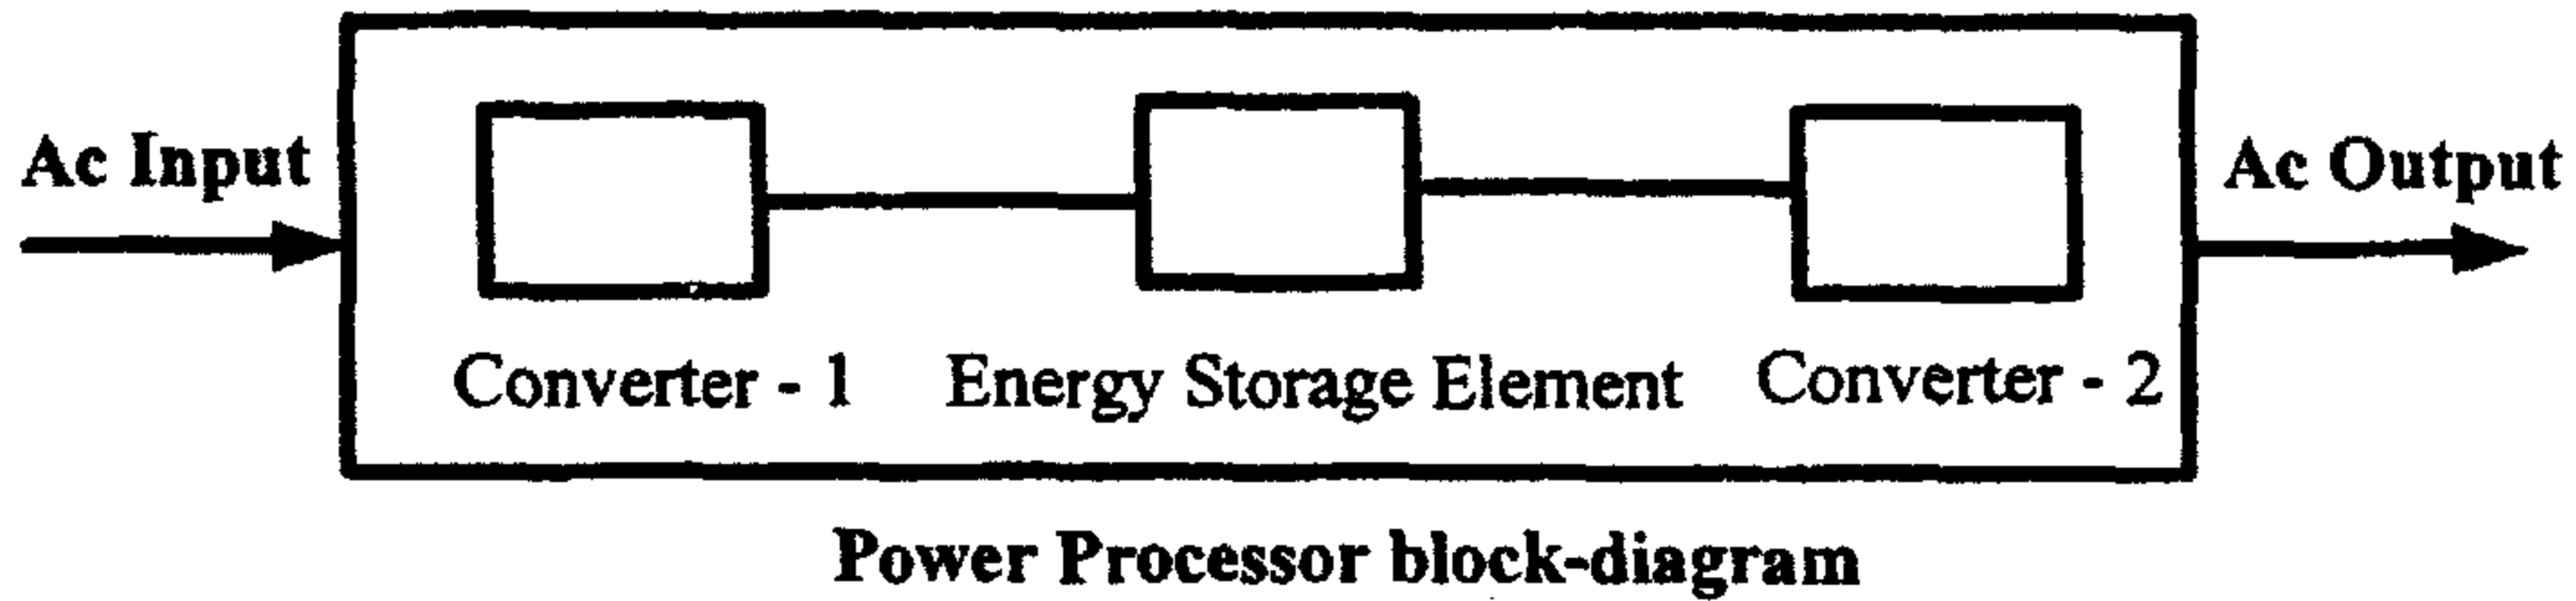 Ac Input
Ac Output
Converter - 1
Energy Storage Element
Converter - 2
Power Processor block-diagram